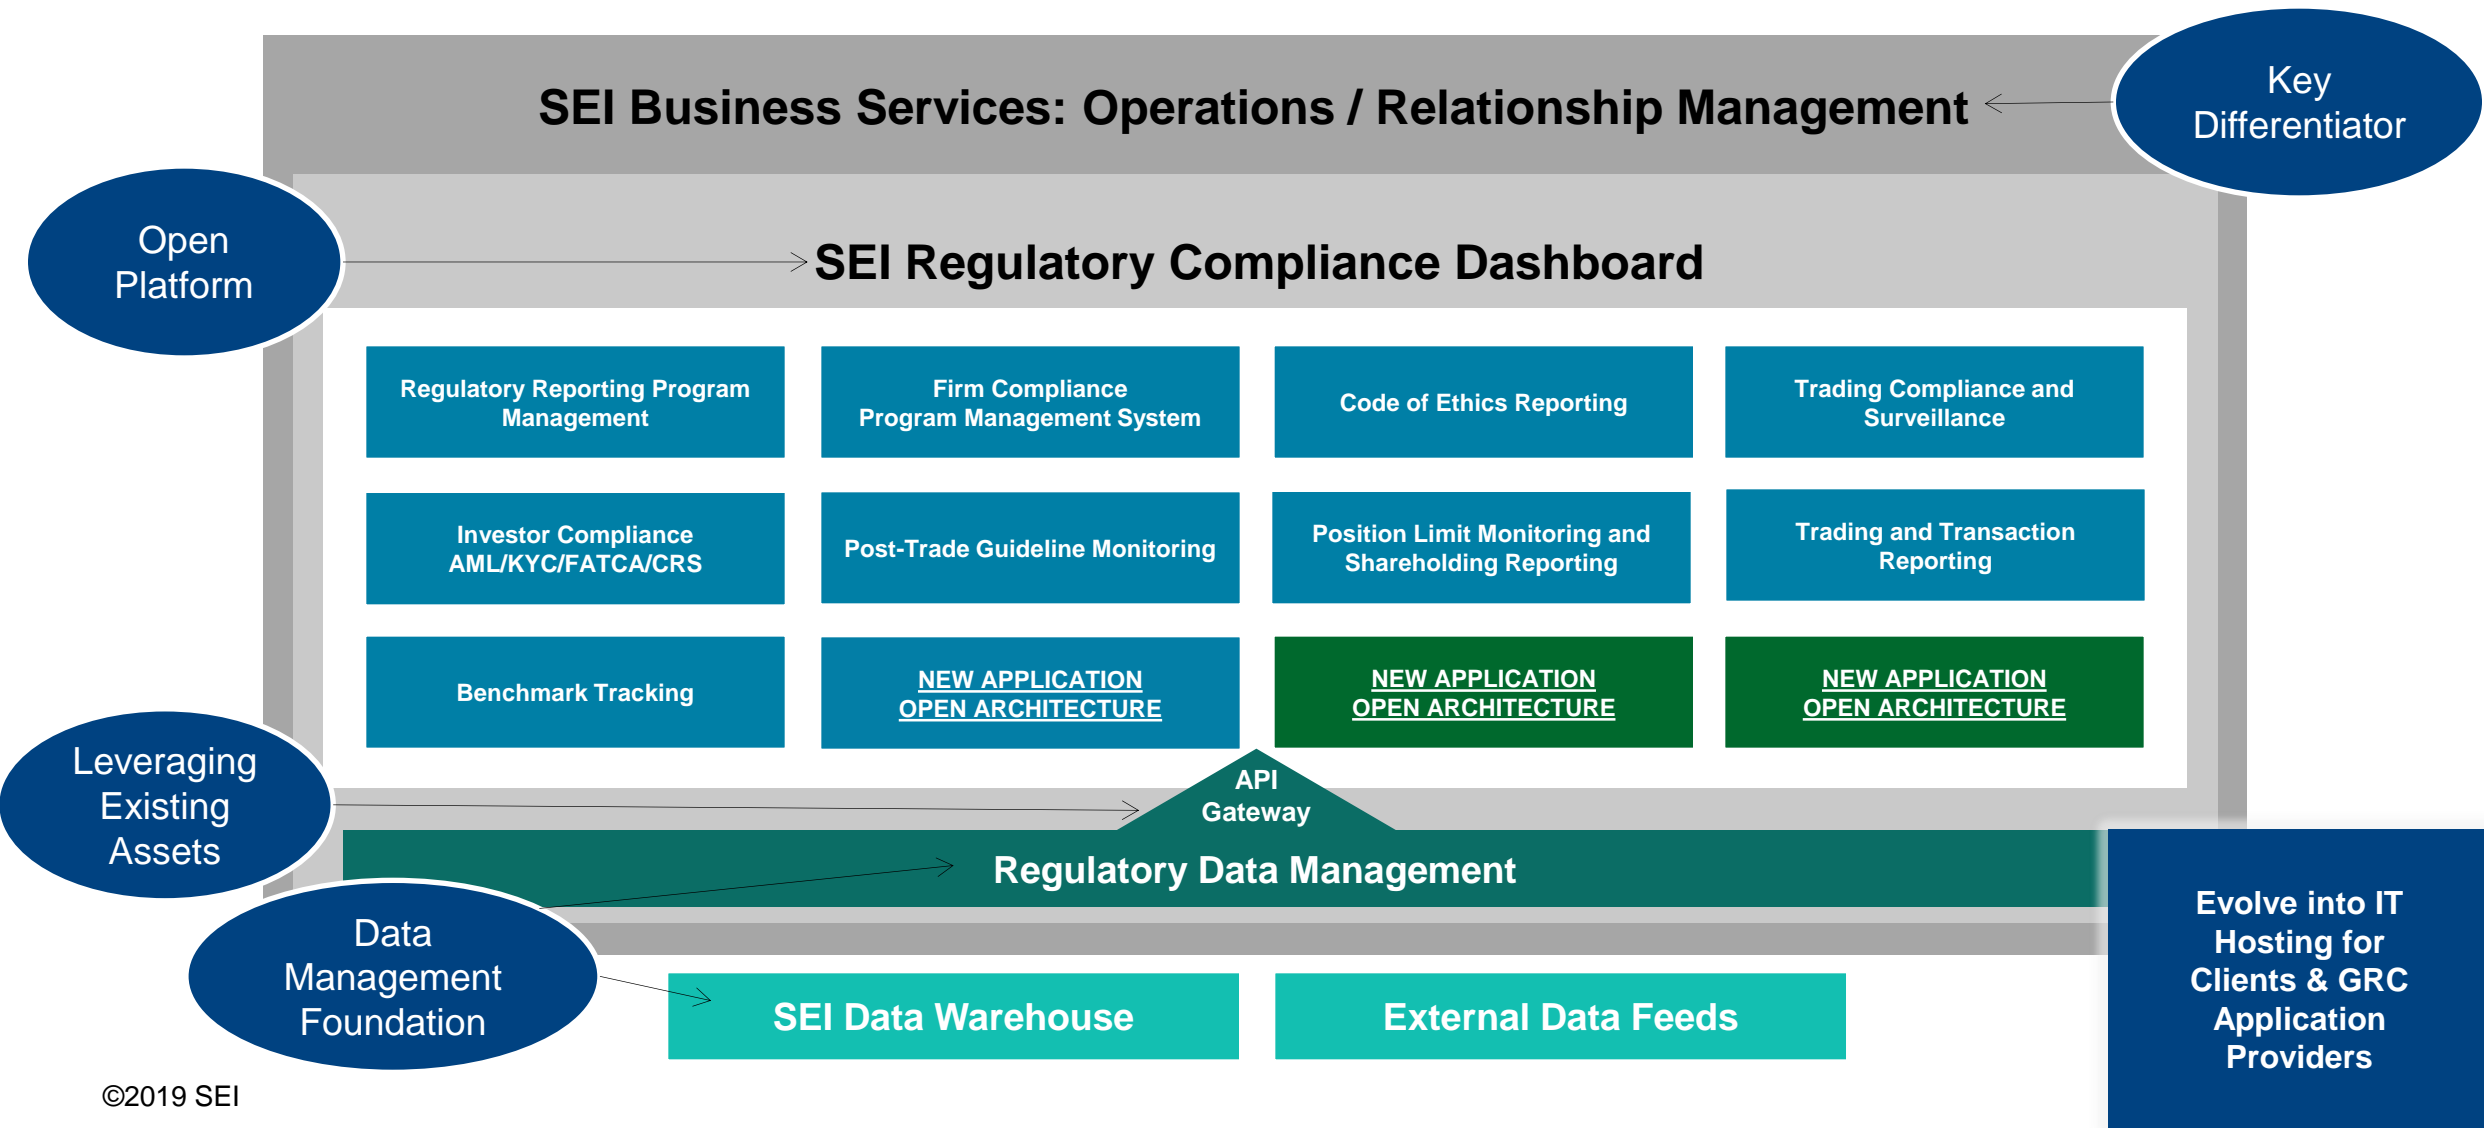 SEI Business Services: Operations / Relationship Management
Key
Differentiator
Open
Platform
SEI Regulatory Compliance Dashboard
Regulatory Reporting Program
Management
Firm Compliance
Program Management System
Code of Ethics Reporting
Trading Compliance and
Surveillance
Investor Compliance
AML/KYC/FATCA/CRS
Post-Trade Guideline Monitoring
Position Limit Monitoring and
Shareholding Reporting
Trading and Transaction
Reporting
Benchmark Tracking
NEW APPLICATION
OPEN ARCHITECTURE
NEW APPLICATION
OPEN ARCHITECTURE
NEW APPLICATION
OPEN ARCHITECTURE
Leveraging
Existing
Assets
API
Gateway
Regulatory Data Management
Data
Management
Foundation
SEI Data Warehouse
External Data Feeds
Evolve into IT
Hosting for
Clients & GRC
Application
Providers
©2019 SEI